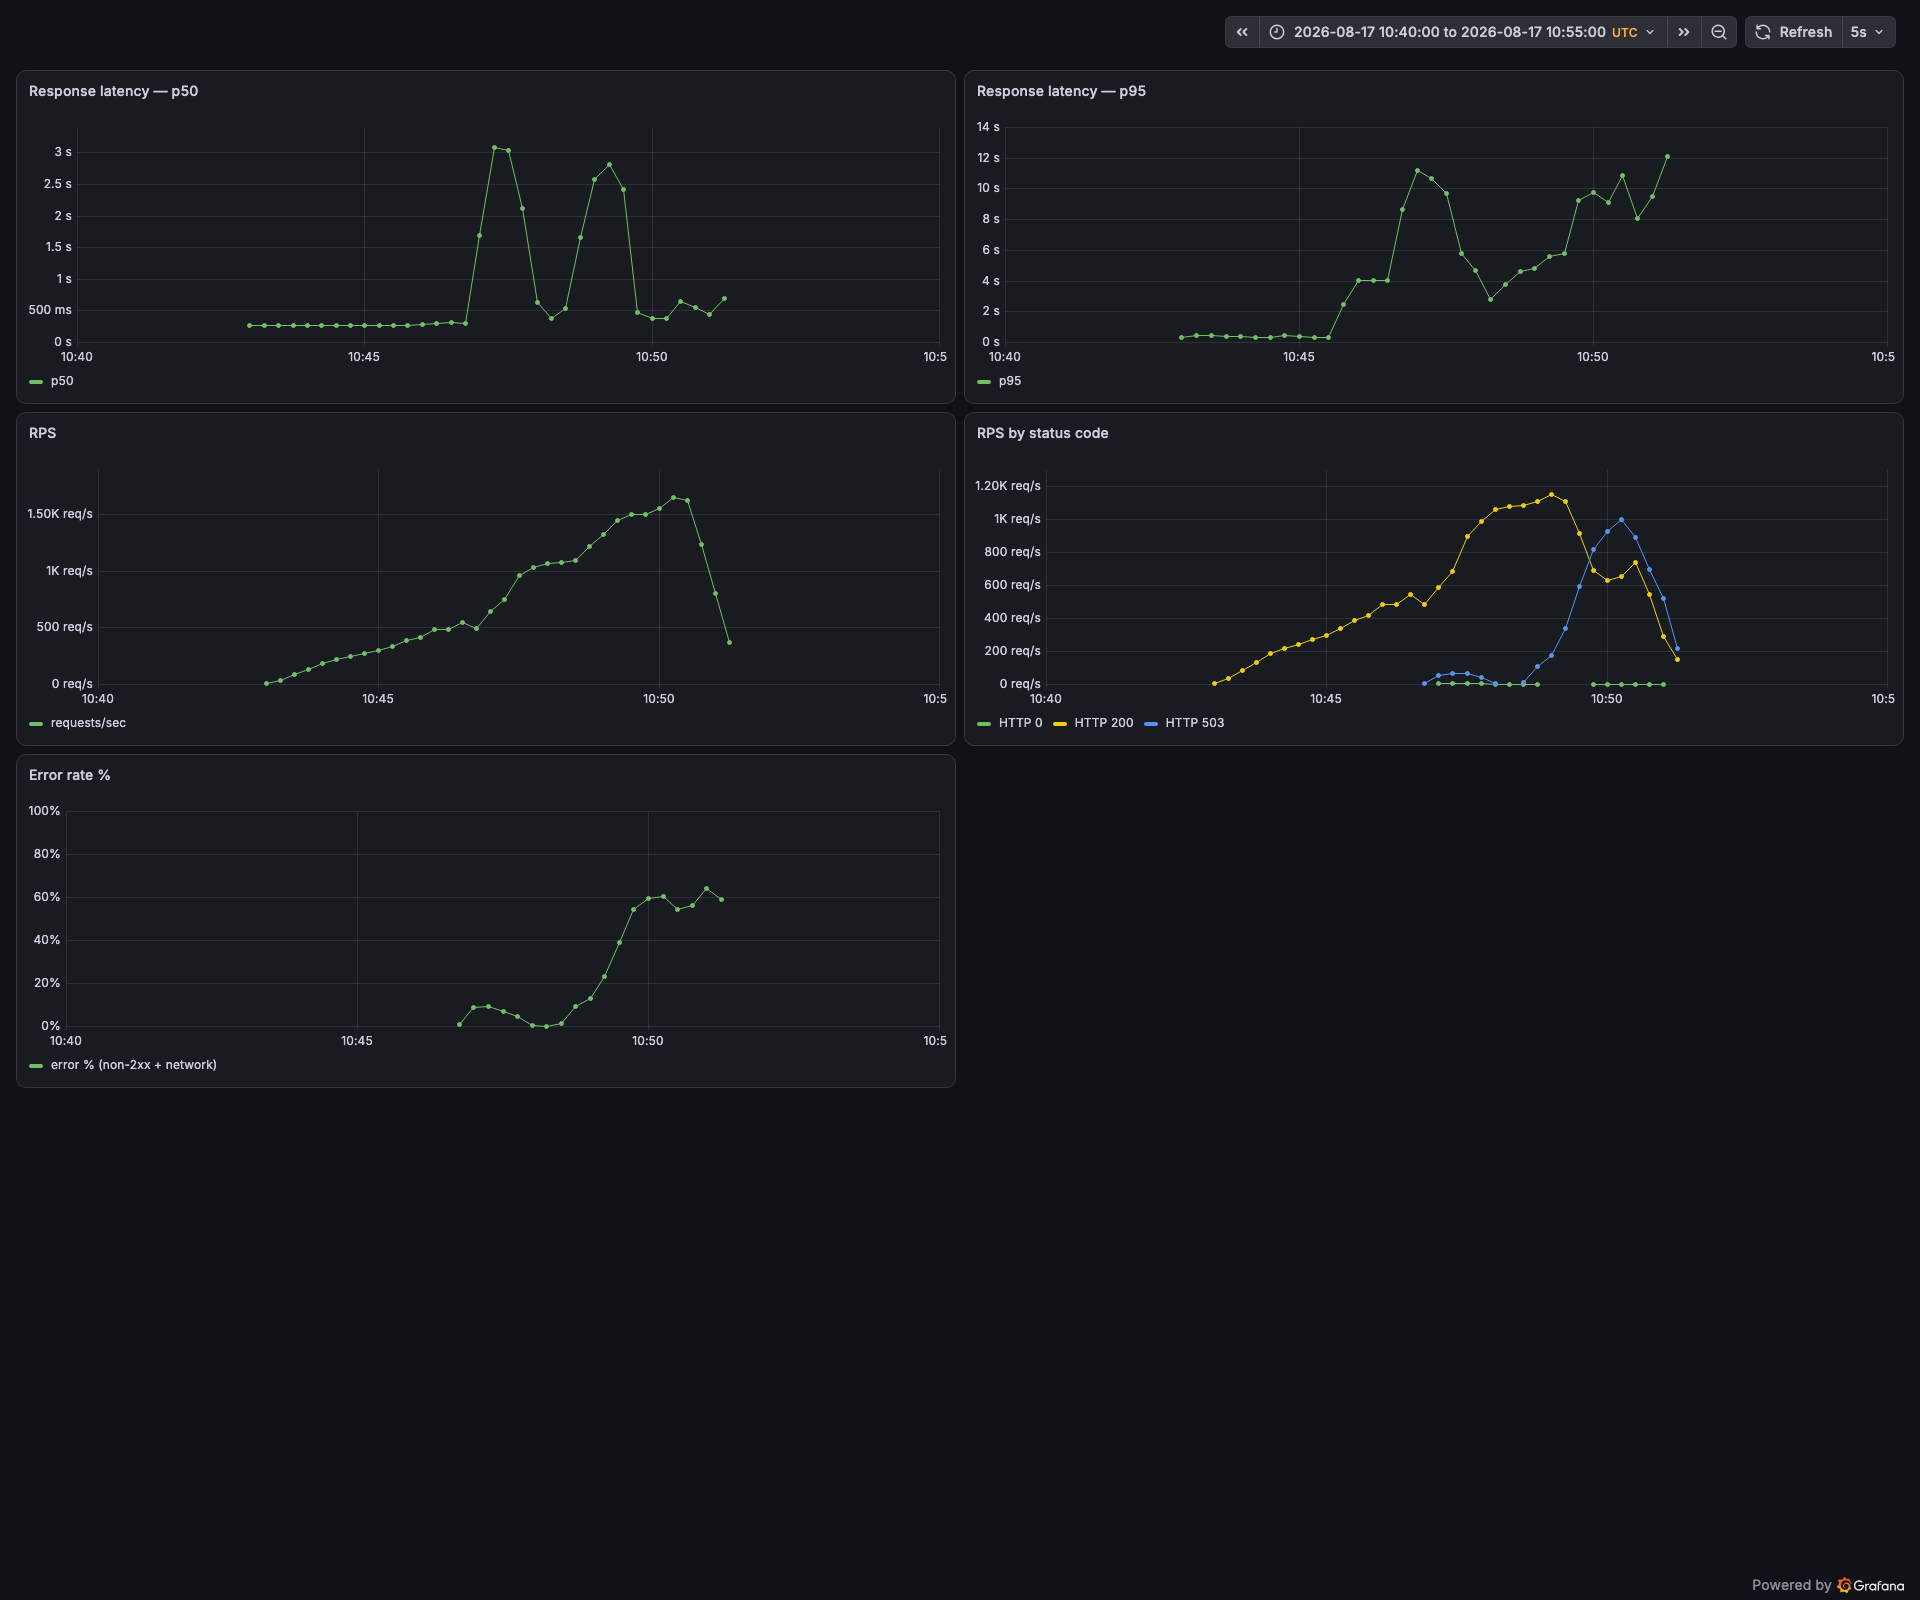 2026-08-17 10:40:00 to 2026-08-17 10:55:00 UTC
Refresh
5s
Response latency — p50
3 s
2.5 s
2 s
1.5 s
1 s
500 ms
0 s
10:40
10:45
10:50
10:5
p50
Response latency — p95
14 s
12 s
10 s
8 s
6 s
4 s
2 s
0 s
10:40
10:45
10:50
10:5
p95
RPS
1.50K req/s
1K req/s
500 req/s
0 req/s
10:40
10:45
10:50
10:5
requests/sec
RPS by status code
1.20K req/s
1K req/s
800 req/s
600 req/s
400 req/s
200 req/s
0 req/s
10:40
10:45
10:50
10:5
HTTP 0 HTTP 200 HTTP 503
Error rate %
100%
80%
60%
40%
20%
0%
10:40
10:45
10:50
10:5
error % (non-2xx + network)
Powered by Grafana